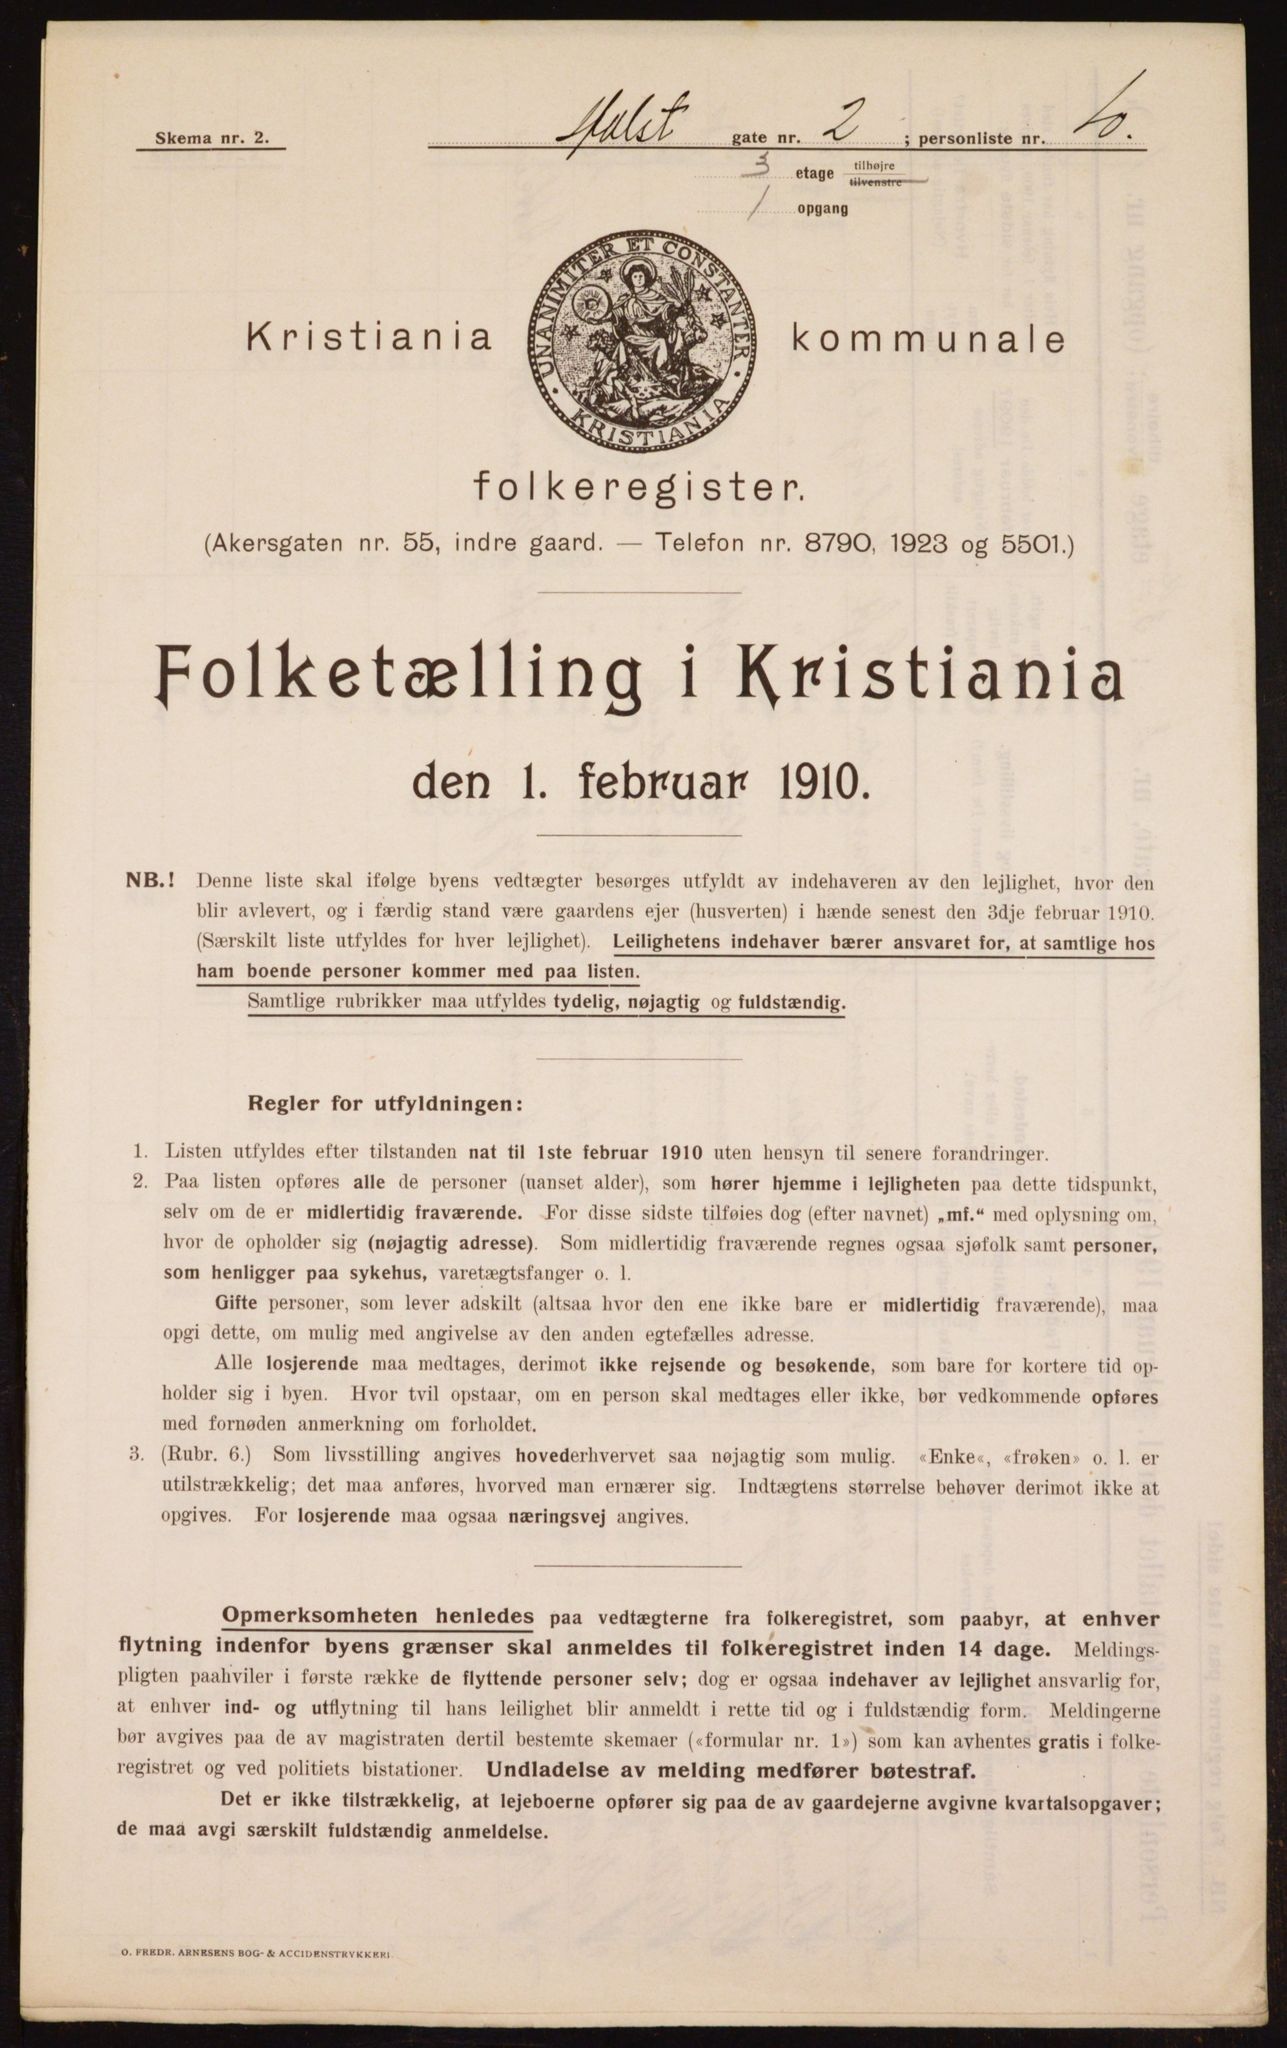 Skema nr. 2.
Holst gate nr. 2 ; personliste nr. 10.
3 etage tilhøjre
tilvenstre
1 opgang
UNANIMITER ET CONSTANTER
KRISTIANIA
Kristiania kommunale
folkeregister.
(Akersgaten nr. 55, indre gaard. — Telefon nr. 8790, 1923 og 5501.)
Folketælling i Kristiania
den 1. februar 1910.
NB.! Denne liste skal ifølge byens vedtægter besørges utfyldt av indehaveren av den lejlighet, hvor den
blir avlevert, og i færdig stand være gaardens ejer (husverten) i hænde senest den 3dje februar 1910.
(Særskilt liste utfyldes for hver lejlighet). Leilighetens indehaver bærer ansvaret for, at samtlige hos
ham boende personer kommer med paa listen.
Samtlige rubrikker maa utfyldes tydelig, nøjagtig og fuldstændig.
Regler for utfyldningen:
1. Listen utfyldes efter tilstanden nat til 1ste februar 1910 uten hensyn til senere forandringer.
2. Paa listen opføres alle de personer (uanset alder), som hører hjemme i lejligheten paa dette tidspunkt,
selv om de er midlertidig fraværende. For disse sidste tilføies dog (efter navnet) „mf.“ med oplysning om,
hvor de opholder sig (nøjagtig adresse). Som midlertidig fraværende regnes ogsaa sjøfolk samt personer,
som henligger paa sykehus, varetægtsfanger o. l.
Gifte personer, som lever adskilt (altsaa hvor den ene ikke bare er midlertidig fraværende), maa
opgi dette, om mulig med angivelse av den anden egtefælles adresse.
Alle losjerende maa medtages, derimot ikke rejsende og besøkende, som bare for kortere tid op-
holder sig i byen. Hvor tvil opstaar, om en person skal medtages eller ikke, bør vedkommende opføres
med fornøden anmerkning om forholdet.
3. (Rubr. 6.) Som livsstilling angives hovederhvervet saa nøjagtig som mulig. «Enke«, «frøken» o. l. er
utilstrækkelig; det maa anføres, hvorved man ernærer sig. Indtægtens størrelse behøver derimot ikke at
opgives. For losjerende maa ogsaa næringsvej angives.
Opmerksomheten henledes paa vedtægterne fra folkeregistret, som paabyr, at enhver
flytning indenfor byens grænser skal anmeldes til folkeregistret inden 14 dage. Meldings-
pligten paahviler i første række de flyttende personer selv; dog er ogsaa indehaver av lejlighet ansvarlig for,
at enhver ind- og utflytning til hans leilighet blir anmeldt i rette tid og i fuldstændig form. Meldingerne
bør avgives paa de av magistraten dertil bestemte skemaer («formular nr. 1») som kan avhentes gratis i folke-
registret og ved politiets bistationer. Undladelse av melding medfører bøtestraf.
Det er ikke tilstrækkelig, at lejeboerne opfører sig paa de av gaardejerne avgivne kvartalsopgaver;
de maa avgi særskilt fuldstændig anmeldelse.
O. FREDR. ARNESENS BOG- & ACCIDENSTRYKKERI.